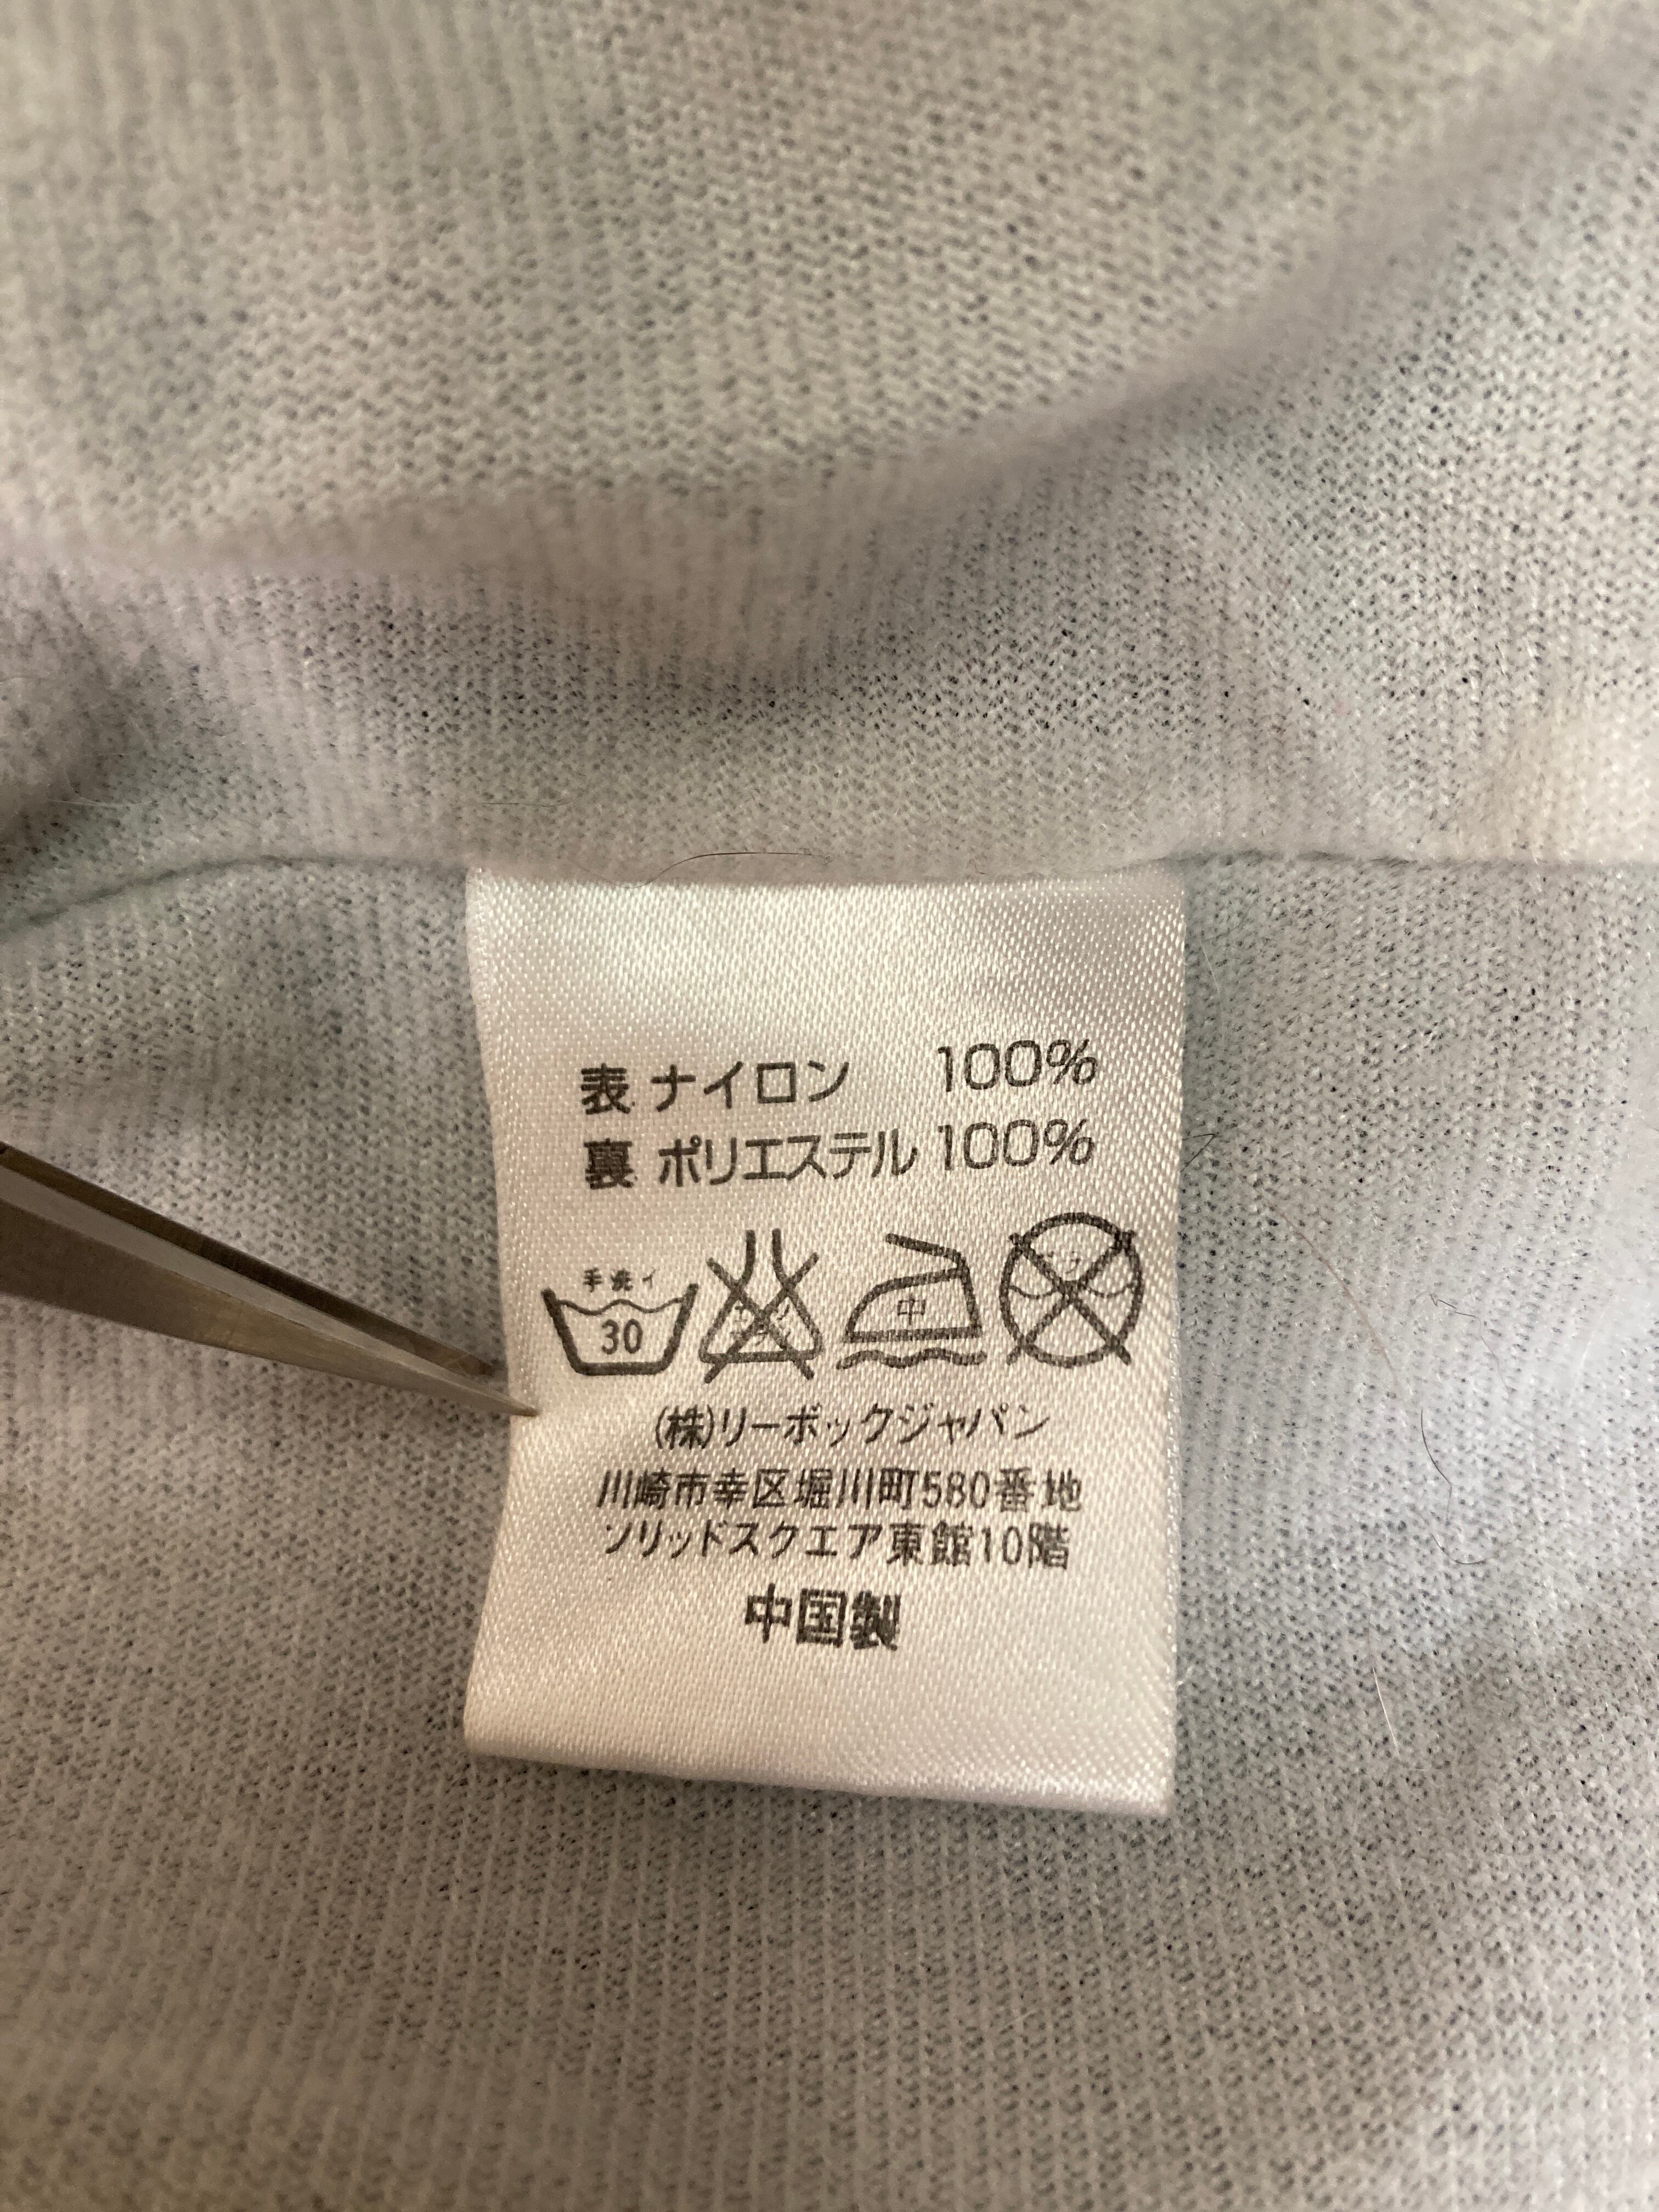 表 ナイロン 100%
裏 ポリエステル 100%
手洗イ
30
中
(株)リーボックジャパン
川崎市幸区堀川町580番地
ソリッドスクエア東館10階
中国製